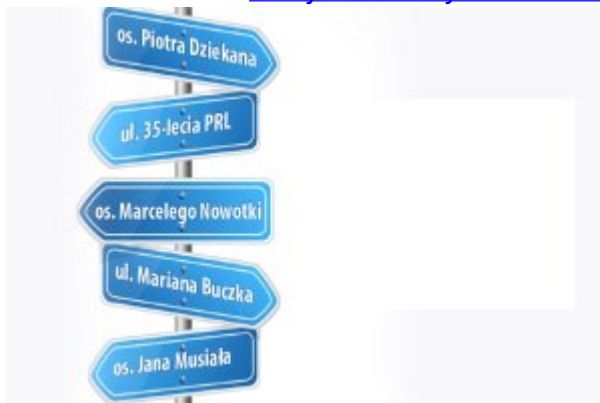 os. Piotra Dziekana
ul. 35-lecia PRL
os. Marcelego Nowotki
ul. Mariana Buczka
os. Jana Musiała